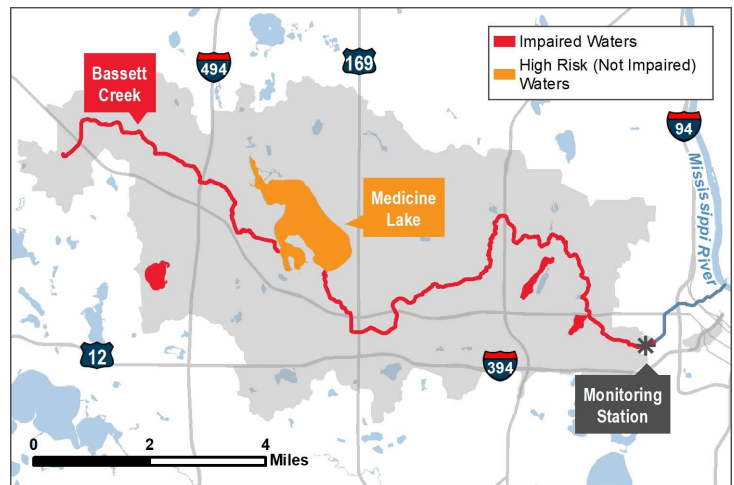 Impaired Waters
High Risk (Not Impaired)
Waters
Bassett
Creek
494
169
94
Mississippi River
Medicine
Lake
12
394
Monitoring
Station
0
2
4
Miles